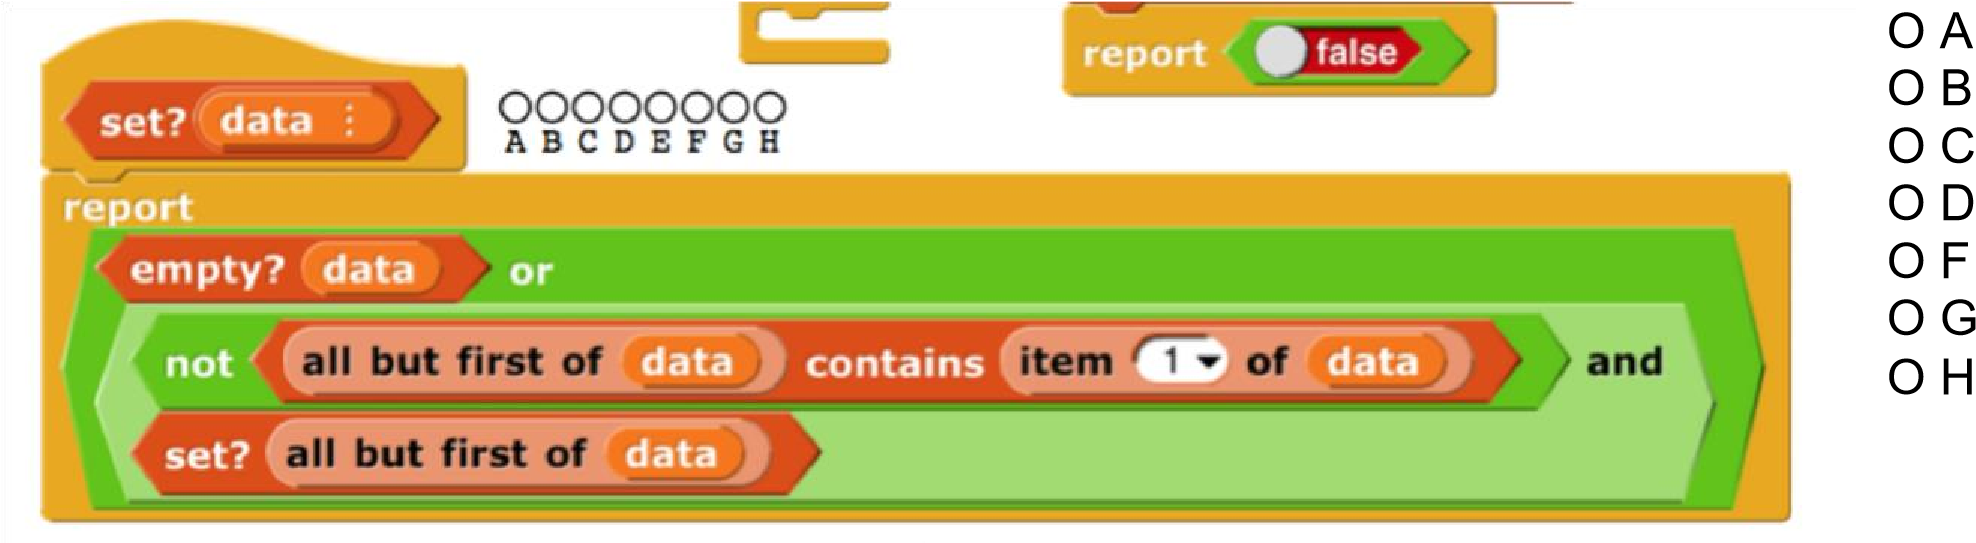 report false
set? data
A B C D E F G H
report
empty? data or
not all but first of data contains item 1 of data and
set? all but first of data
O A
O B
O C
O D
O F
O G
O H